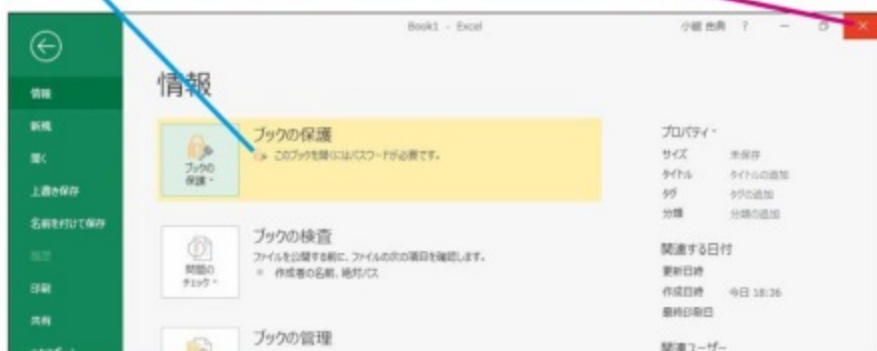 Book1 - Excel
?
情報
新規
開く
上書き保存
名前を付けて保存
印刷
共有
情報
ブックの保護
このブックを開くにはパスワードが必要です。
ブックの
保護
ブックの検査
ファイルを公開する前に、ファイルの次の項目を確認します。
作成者の名前、絶対パス
問題の
チェック
ブックの管理
プロパティ
サイズ 未保存
タイトル タイトルの追加
タグ タグの追加
分類 分類の追加
関連する日付
更新日時
作成日時 今日 18:36
最終印刷日
関連ユーザー